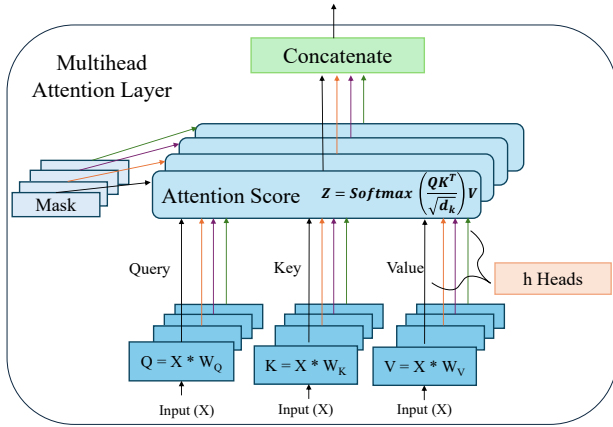 Concatenate
Multihead
Attention Layer
Attention Score Z = Softmax (QK^T / √d_k) V
Mask
Query
Key
Value
h Heads
Q = X * W_Q
K = X * W_K
V = X * W_V
Input (X)
Input (X)
Input (X)